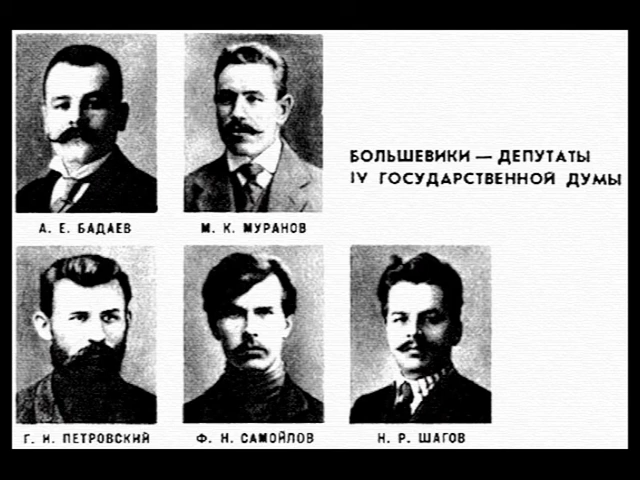 БОЛЬШЕВИКИ — ДЕПУТАТЫ
IV ГОСУДАРСТВЕННОЙ ДУМЫ
А. Е. БАДАЕВ
М. К. МУРАНОВ
Г. И. ПЕТРОВСКИЙ
Ф. Н. САМОЙЛОВ
Н. Р. ШАГОВ